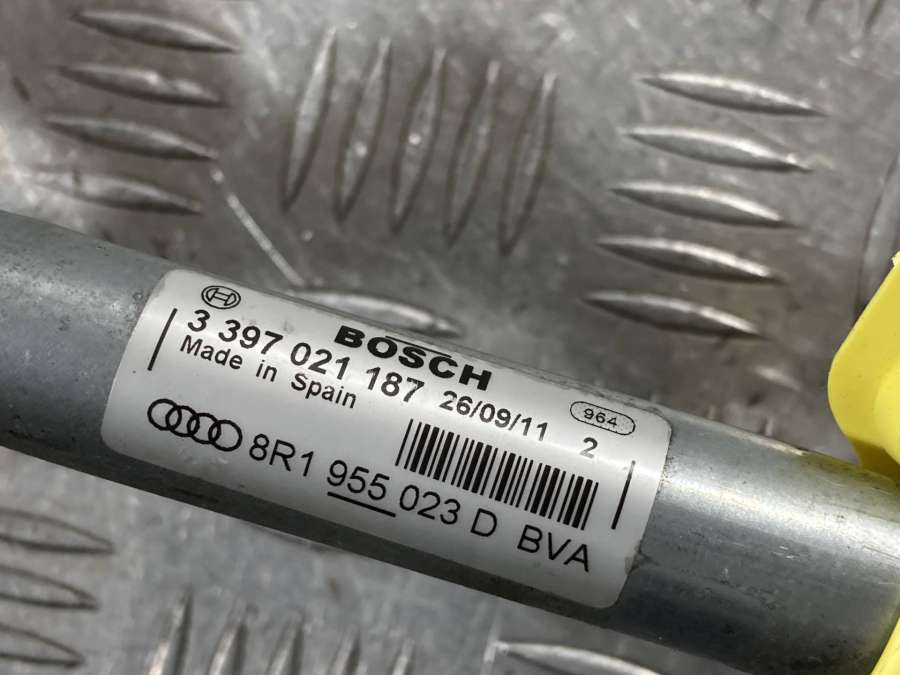 BOSCH
3 397 021 187 26/09/11 964
Made in Spain 2
8R1 955 023 D BVA